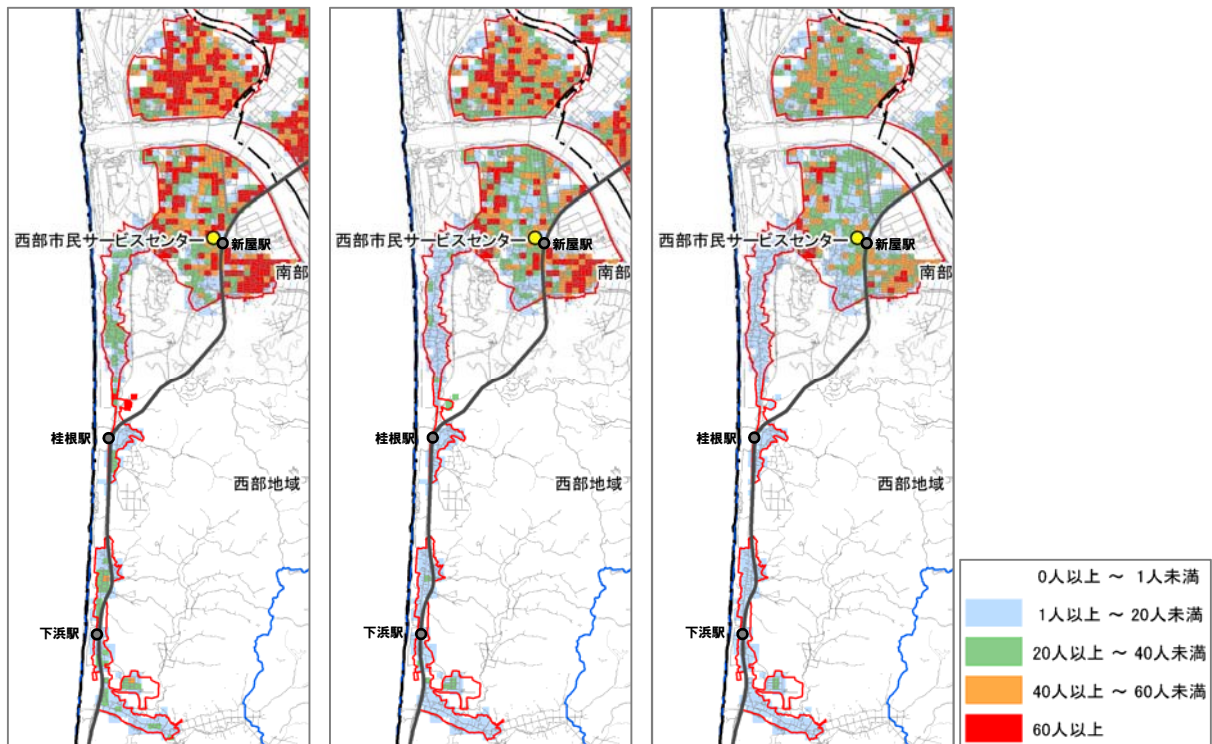 西部市民サービスセンター
新屋駅
南部
桂根駅
西部地域
下浜駅
西部市民サービスセンター
新屋駅
南部
桂根駅
西部地域
下浜駅
西部市民サービスセンター
新屋駅
南部
桂根駅
西部地域
下浜駅
0人以上 ~ 1人未満
1人以上 ~ 20人未満
20人以上 ~ 40人未満
40人以上 ~ 60人未満
60人以上